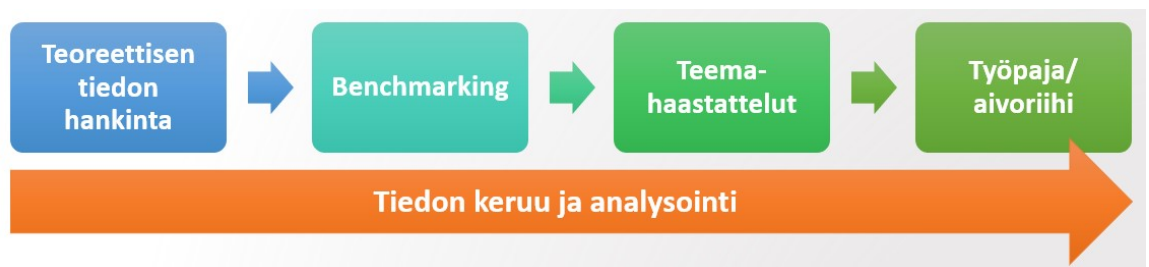 Teoreettisen
tiedon
hankinta
Benchmarking
Teema-
haastattelut
Työpaja/
aivoriihi
Tiedon keruu ja analysointi